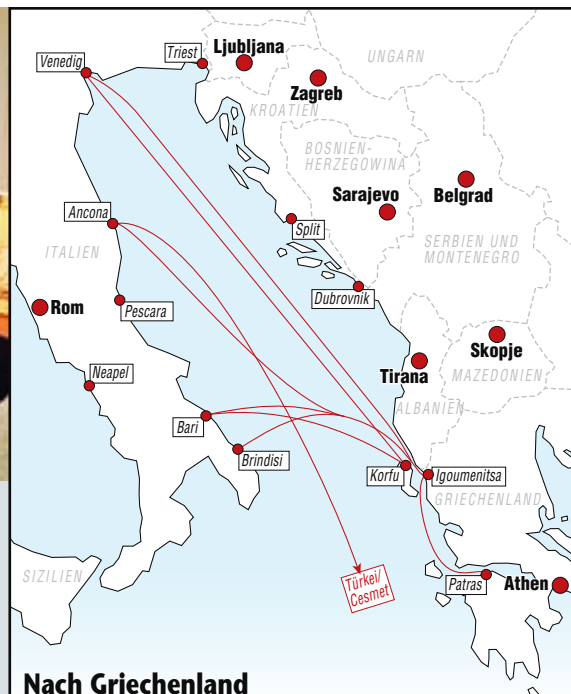 Venedig
Triest
Ljubljana
UNGARN
Zagreb
KROATIEN
BOSNIEN-
HERZEGOWINA
Sarajevo
Belgrad
Ancona
Split
SERBIEN UND
MONTENEGRO
ITALIEN
Dubrovnik
Rom
Pescara
Skopje
Tirana
MAZEDONIEN
Neapel
ALBANIEN
Bari
Brindisi
Korfu
Igoumenitsa
GRIECHENLAND
SIZILIEN
Türkei/
Cesmet
Patras
Athen
Nach Griechenland